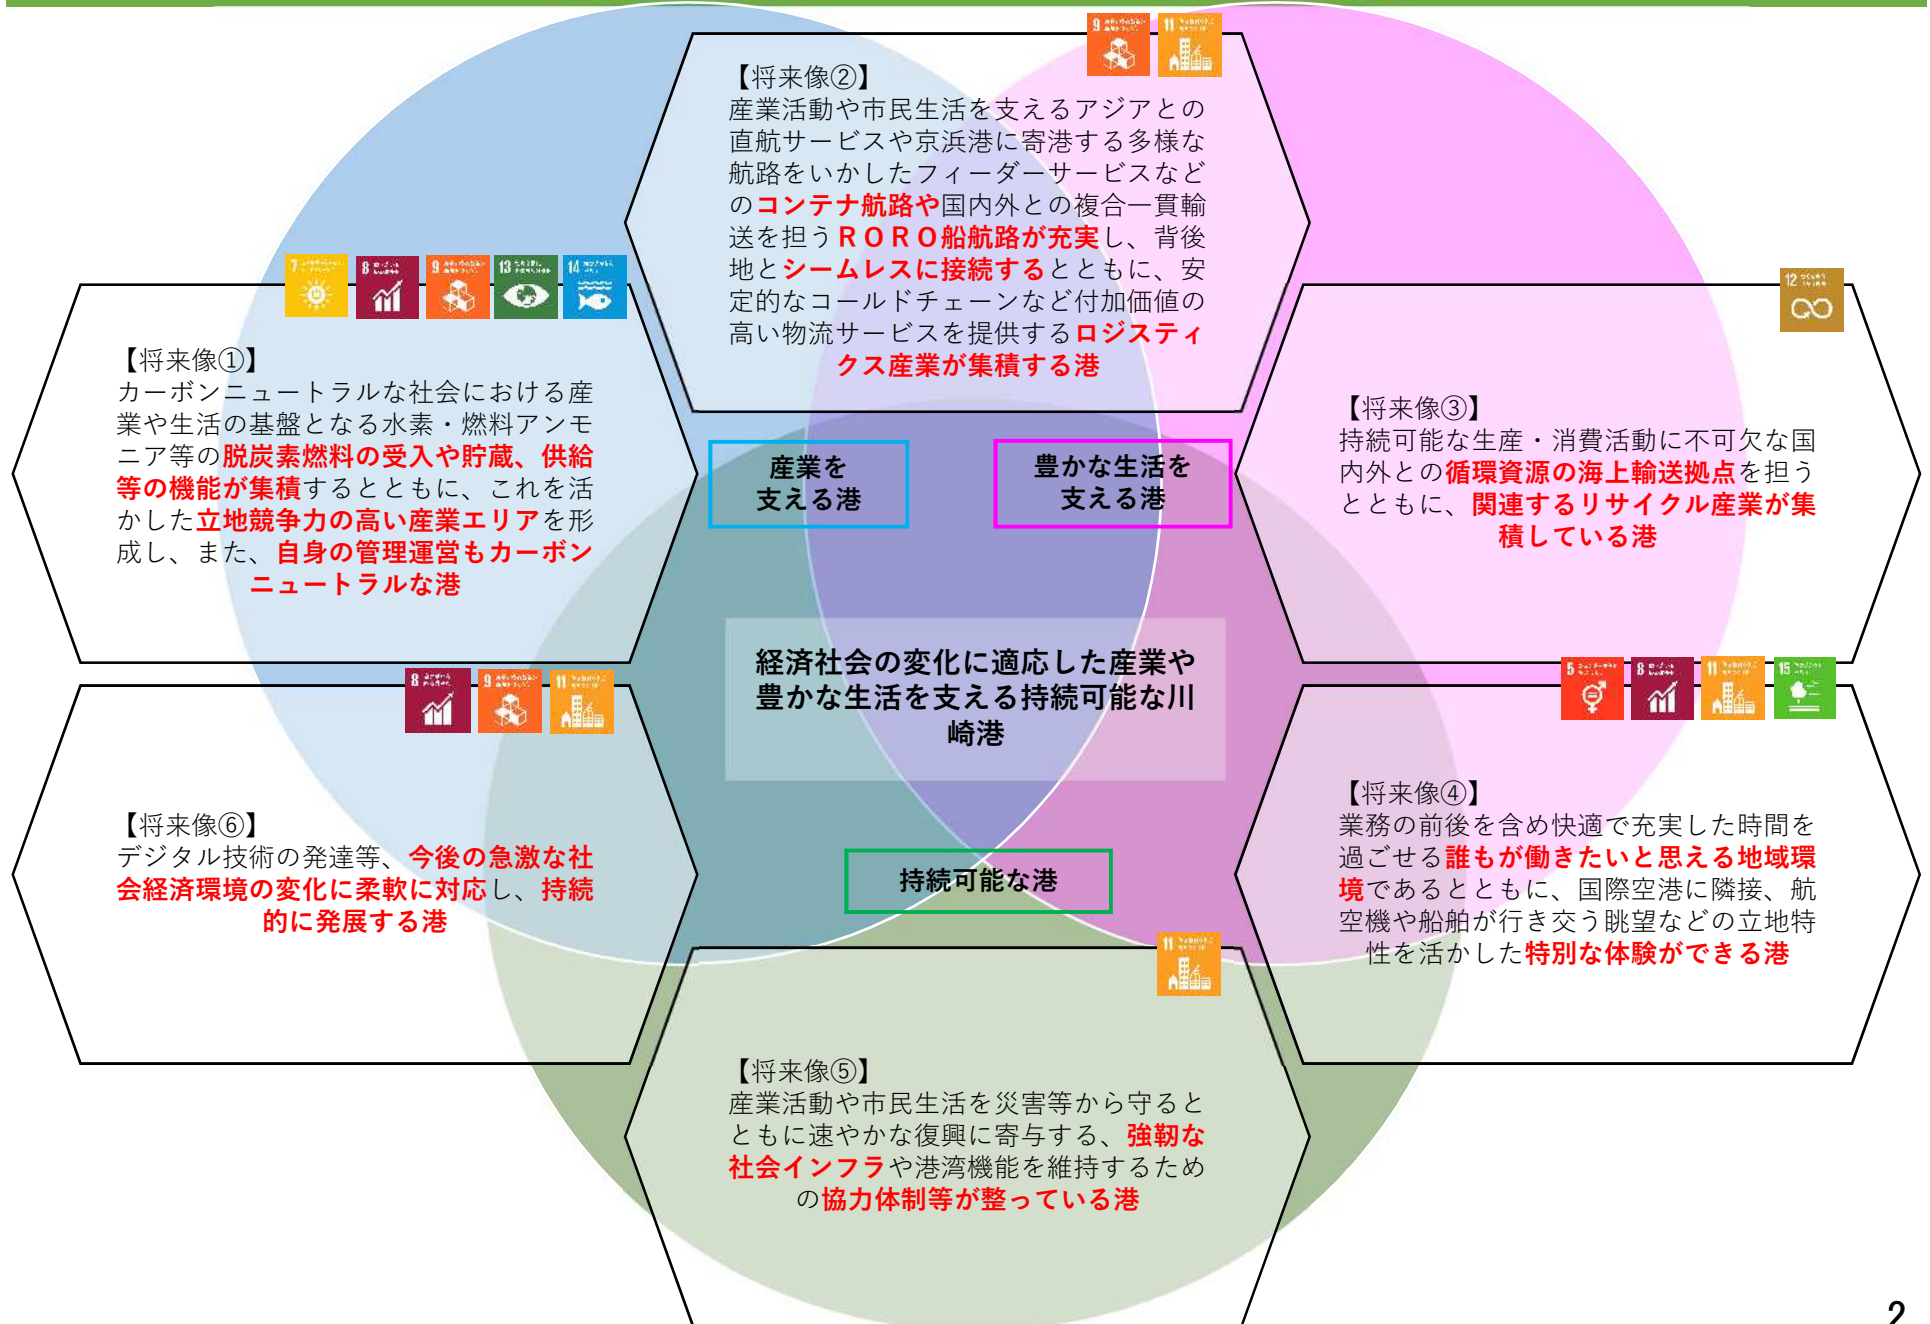 【将来像②】
産業活動や市民生活を支えるアジアとの
直航サービスや京浜港に寄港する多様な
航路をいかしたフィーダーサービスなど
のコンテナ航路や国内外との複合一貫輸
送を担うＲＯＲＯ船航路が充実し、背後
地とシームレスに接続するとともに、安
定的なコールドチェーンなど付加価値の
高い物流サービスを提供するロジスティ
クス産業が集積する港
9
11
7
8
9
13
14
【将来像①】
カーボンニュートラルな社会における産
業や生活の基盤となる水素・燃料アンモ
ニア等の脱炭素燃料の受入や貯蔵、供給
等の機能が集積するとともに、これを活
かした立地競争力の高い産業エリアを形
成し、また、自身の管理運営もカーボン
ニュートラルな港
12
【将来像③】
持続可能な生産・消費活動に不可欠な国
内外との循環資源の海上輸送拠点を担う
とともに、関連するリサイクル産業が集
積している港
産業を
支える港
豊かな生活を
支える港
経済社会の変化に適応した産業や
豊かな生活を支える持続可能な川
崎港
持続可能な港
8
9
11
【将来像⑥】
デジタル技術の発達等、今後の急激な社
会経済環境の変化に柔軟に対応し、持続
的に発展する港
5
8
11
15
【将来像④】
業務の前後を含め快適で充実した時間を
過ごせる誰もが働きたいと思える地域環
境であるとともに、国際空港に隣接、航
空機や船舶が行き交う眺望などの立地特
性を活かした特別な体験ができる港
11
【将来像⑤】
産業活動や市民生活を災害等から守ると
ともに速やかな復興に寄与する、強靭な
社会インフラや港湾機能を維持するため
の協力体制等が整っている港
2